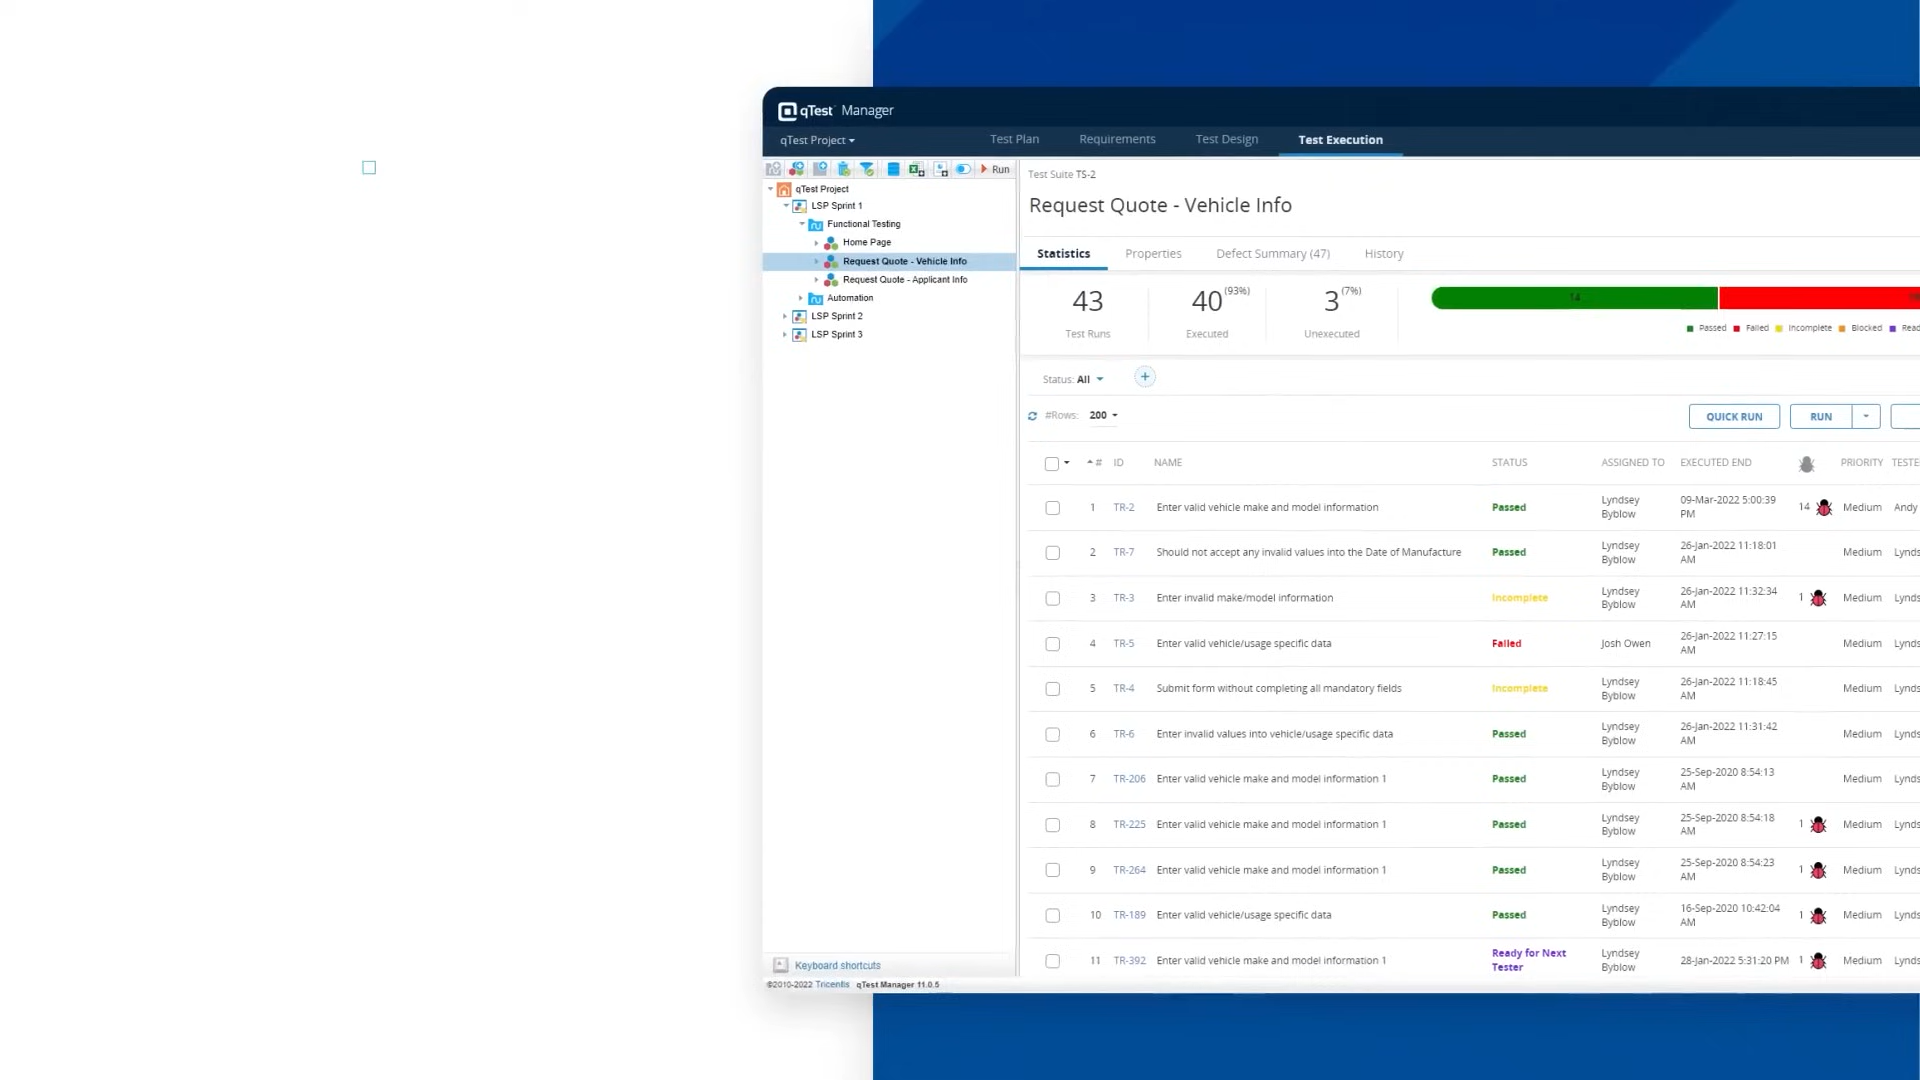 qTest Manager
qTest Project
Test Plan
Requirements
Test Design
Test Execution
Run
qTest Project
LSP Sprint 1
Functional Testing
Home Page
Request Quote - Vehicle Info
Request Quote - Applicant Info
Automation
LSP Sprint 2
LSP Sprint 3
Keyboard shortcuts
©2010-2022 Tricentis qTest Manager 11.0.5
Test Suite TS-2
Request Quote - Vehicle Info
Statistics
Properties
Defect Summary (47)
History
43
Test Runs
40 (93%)
Executed
3 (7%)
Unexecuted
14
Passed Failed Incomplete Blocked
Status: All
#Rows: 200
QUICK RUN
RUN
# ID NAME STATUS ASSIGNED TO EXECUTED END PRIORITY
1 TR-2 Enter valid vehicle make and model information Passed Lyndsey Byblow 09-Mar-2022 5:00:39 PM 14 Medium Andy
2 TR-7 Should not accept any invalid values into the Date of Manufacture Passed Lyndsey Byblow 26-Jan-2022 11:18:01 AM Medium
3 TR-3 Enter invalid make/model information Incomplete Lyndsey Byblow 26-Jan-2022 11:32:34 AM 1 Medium
4 TR-5 Enter valid vehicle/usage specific data Failed Josh Owen 26-Jan-2022 11:27:15 AM Medium
5 TR-4 Submit form without completing all mandatory fields Incomplete Lyndsey Byblow 26-Jan-2022 11:18:45 AM Medium
6 TR-6 Enter invalid values into vehicle/usage specific data Passed Lyndsey Byblow 26-Jan-2022 11:31:42 AM Medium
7 TR-206 Enter valid vehicle make and model information 1 Passed Lyndsey Byblow 25-Sep-2020 8:54:13 AM Medium
8 TR-225 Enter valid vehicle make and model information 1 Passed Lyndsey Byblow 25-Sep-2020 8:54:18 AM 1 Medium
9 TR-264 Enter valid vehicle make and model information 1 Passed Lyndsey Byblow 25-Sep-2020 8:54:23 AM 1 Medium
10 TR-189 Enter valid vehicle/usage specific data Passed Lyndsey Byblow 16-Sep-2020 10:42:04 AM 1 Medium
11 TR-392 Enter valid vehicle make and model information 1 Ready for Next Tester Lyndsey Byblow 28-Jan-2022 5:31:20 PM 1 Medium